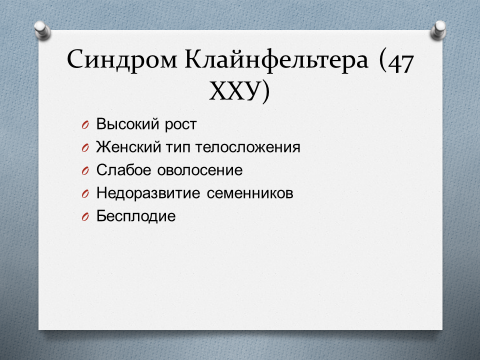 Синдром Клайнфельтера (47
ХХУ)
Высокий рост
Женский тип телосложения
Слабое оволосение
Недоразвитие семенников
Бесплодие